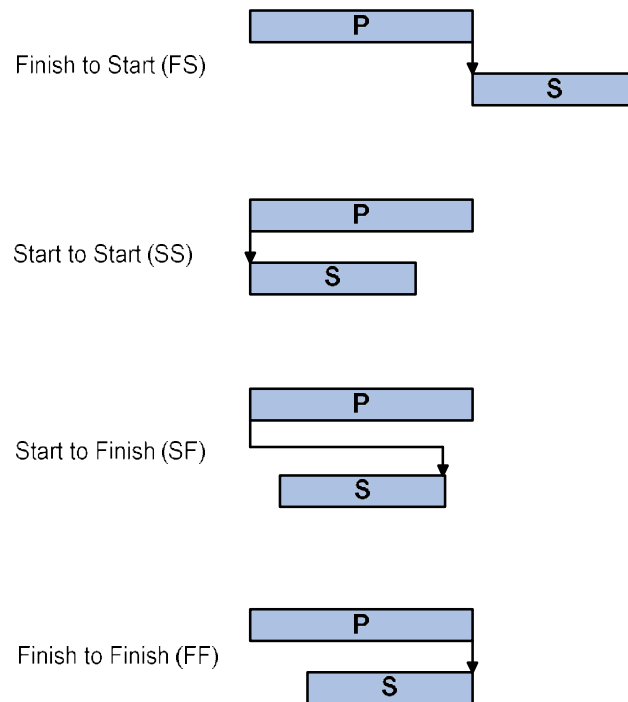 P
Finish to Start (FS)
S
P
Start to Start (SS)
S
P
Start to Finish (SF)
S
P
Finish to Finish (FF)
S